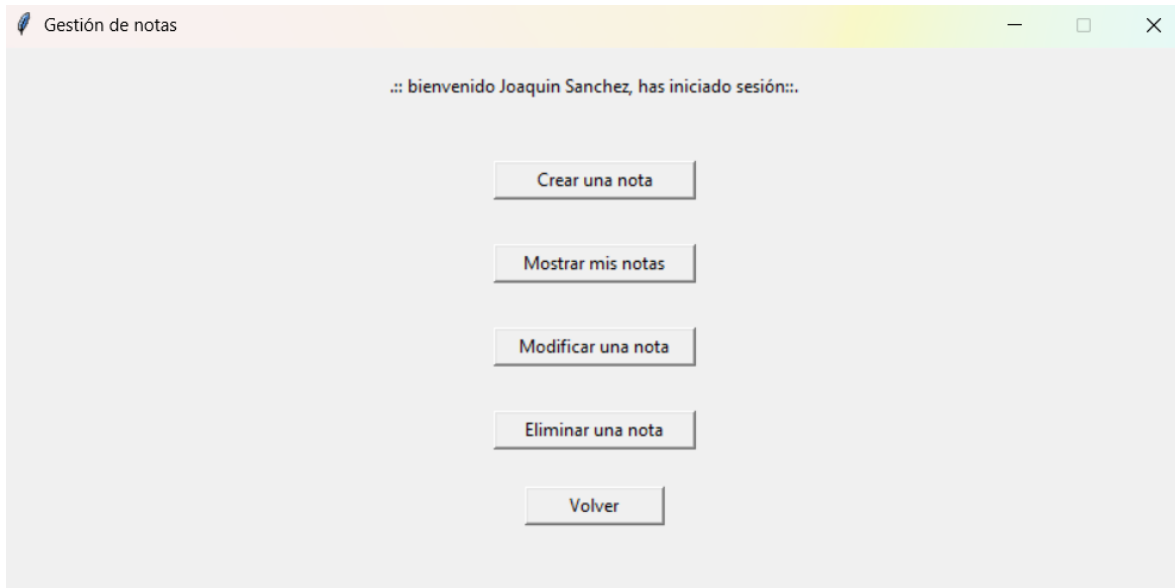 Gestión de notas
.:: bienvenido Joaquin Sanchez, has iniciado sesión::.
Crear una nota
Mostrar mis notas
Modificar una nota
Eliminar una nota
Volver